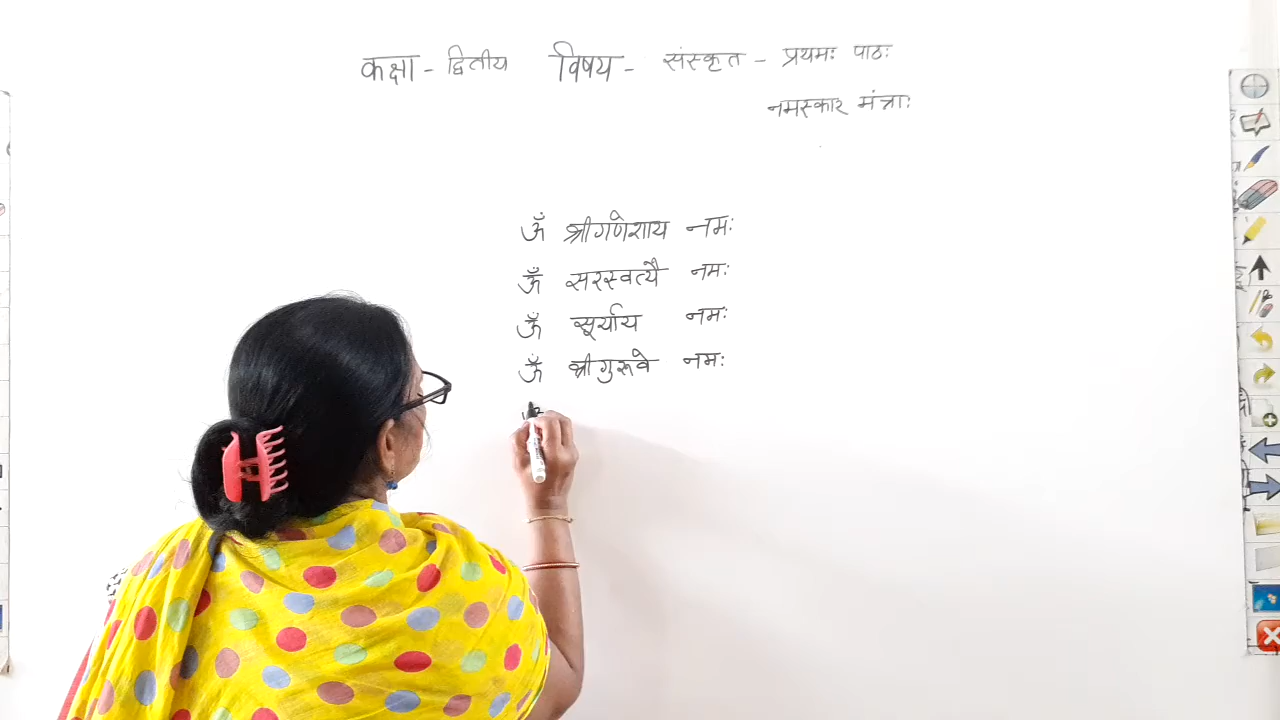 कक्षा - द्वितीय विषय - संस्कृत - प्रथमः पाठः
नमस्कार मंत्राः
ॐ श्रीगणेशाय नमः
ॐ सरस्वत्यै नमः
ॐ सूर्याय नमः
ॐ श्रीगुरूवे नमः